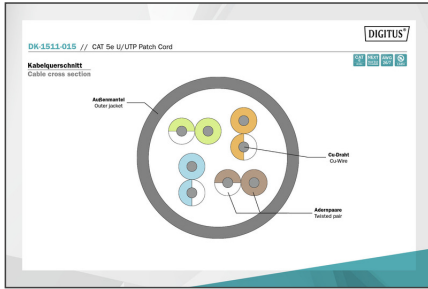 DIGITUS®
DK-1511-015 // CAT 5e U/UTP Patch Cord
Kabelquerschnitt
Cable cross section
Außenmantel
Outer jacket
Cu-Draht
Cu-Wire
Adernpaare
Twisted pair